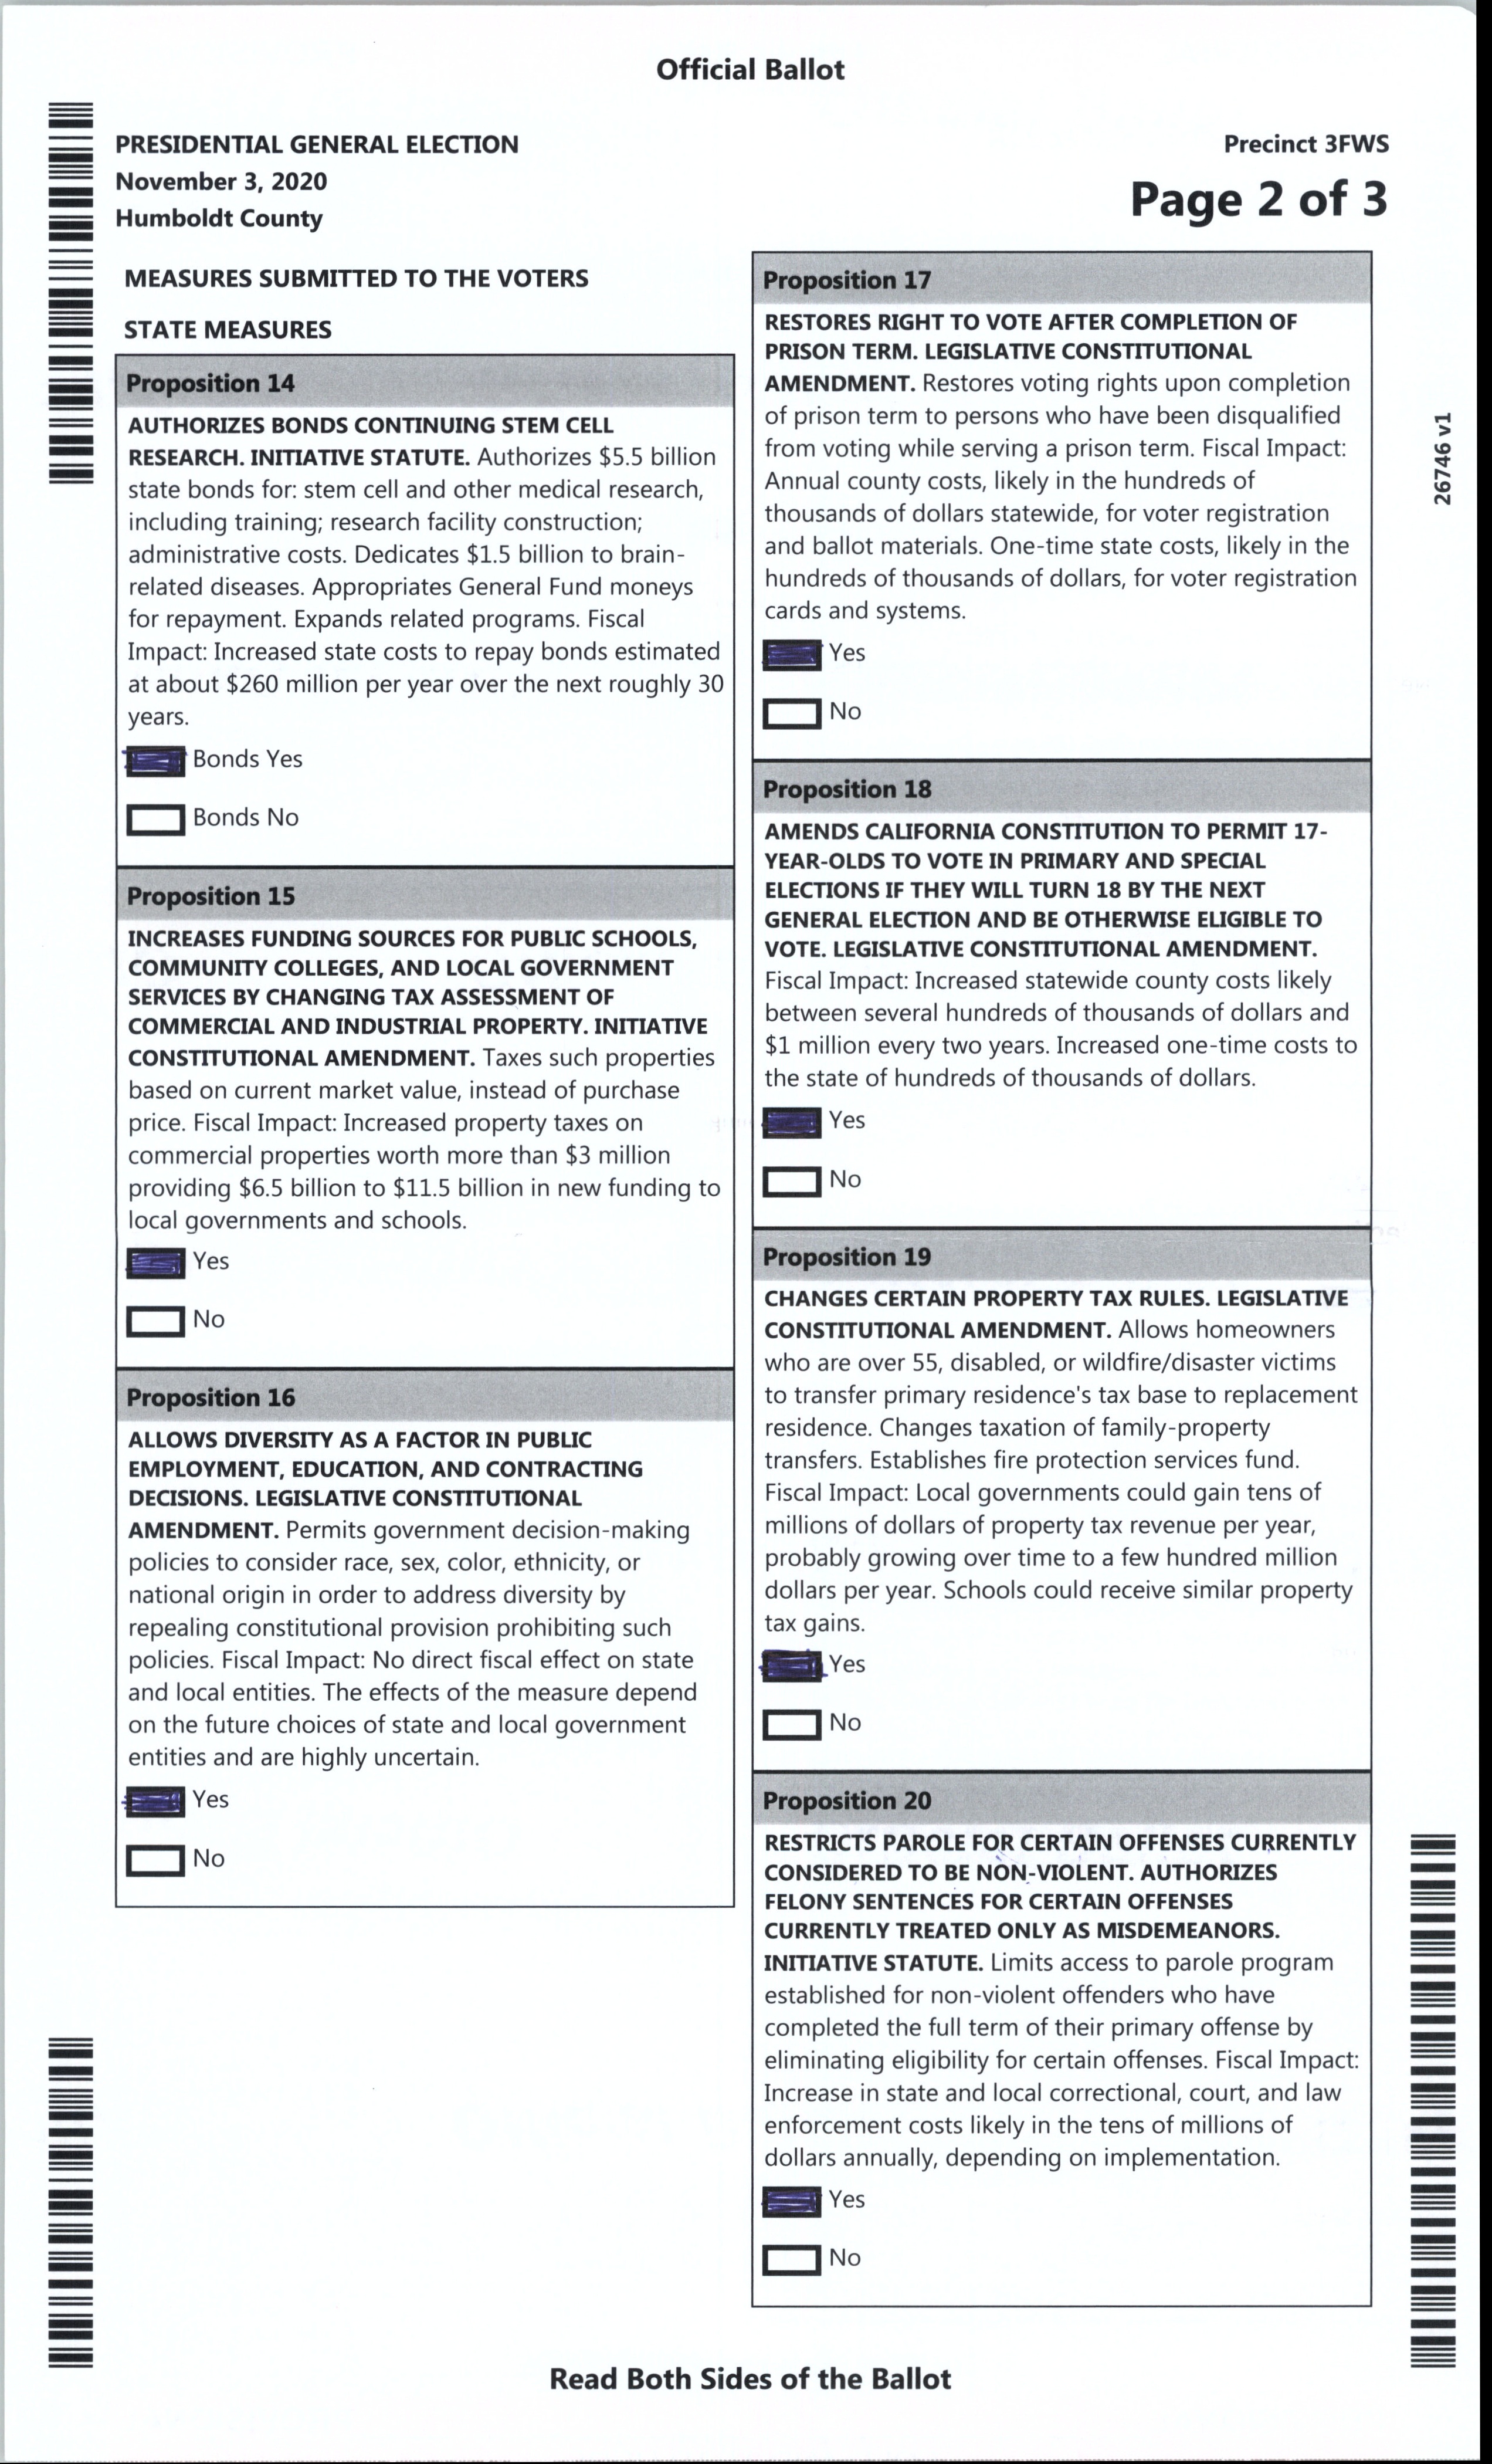 Official Ballot
PRESIDENTIAL GENERAL ELECTION
November 3, 2020
Humboldt County
Precinct 3FWS
Page 2 of 3
MEASURES SUBMITTED TO THE VOTERS
STATE MEASURES
Proposition 14
AUTHORIZES BONDS CONTINUING STEM CELL
RESEARCH. INITIATIVE STATUTE. Authorizes $5.5 billion
state bonds for: stem cell and other medical research,
including training; research facility construction;
administrative costs. Dedicates $1.5 billion to brain-
related diseases. Appropriates General Fund moneys
for repayment. Expands related programs. Fiscal
Impact: Increased state costs to repay bonds estimated
at about $260 million per year over the next roughly 30
years.
Bonds Yes
Bonds No
Proposition 15
INCREASES FUNDING SOURCES FOR PUBLIC SCHOOLS,
COMMUNITY COLLEGES, AND LOCAL GOVERNMENT
SERVICES BY CHANGING TAX ASSESSMENT OF
COMMERCIAL AND INDUSTRIAL PROPERTY. INITIATIVE
CONSTITUTIONAL AMENDMENT. Taxes such properties
based on current market value, instead of purchase
price. Fiscal Impact: Increased property taxes on
commercial properties worth more than $3 million
providing $6.5 billion to $11.5 billion in new funding to
local governments and schools.
Yes
No
Proposition 16
ALLOWS DIVERSITY AS A FACTOR IN PUBLIC
EMPLOYMENT, EDUCATION, AND CONTRACTING
DECISIONS. LEGISLATIVE CONSTITUTIONAL
AMENDMENT. Permits government decision-making
policies to consider race, sex, color, ethnicity, or
national origin in order to address diversity by
repealing constitutional provision prohibiting such
policies. Fiscal Impact: No direct fiscal effect on state
and local entities. The effects of the measure depend
on the future choices of state and local government
entities and are highly uncertain.
Yes
No
Proposition 17
RESTORES RIGHT TO VOTE AFTER COMPLETION OF
PRISON TERM. LEGISLATIVE CONSTITUTIONAL
AMENDMENT. Restores voting rights upon completion
of prison term to persons who have been disqualified
from voting while serving a prison term. Fiscal Impact:
Annual county costs, likely in the hundreds of
thousands of dollars statewide, for voter registration
and ballot materials. One-time state costs, likely in the
hundreds of thousands of dollars, for voter registration
cards and systems.
Yes
No
Proposition 18
AMENDS CALIFORNIA CONSTITUTION TO PERMIT 17-
YEAR-OLDS TO VOTE IN PRIMARY AND SPECIAL
ELECTIONS IF THEY WILL TURN 18 BY THE NEXT
GENERAL ELECTION AND BE OTHERWISE ELIGIBLE TO
VOTE. LEGISLATIVE CONSTITUTIONAL AMENDMENT.
Fiscal Impact: Increased statewide county costs likely
between several hundreds of thousands of dollars and
$1 million every two years. Increased one-time costs to
the state of hundreds of thousands of dollars.
Yes
No
Proposition 19
CHANGES CERTAIN PROPERTY TAX RULES. LEGISLATIVE
CONSTITUTIONAL AMENDMENT. Allows homeowners
who are over 55, disabled, or wildfire/disaster victims
to transfer primary residence's tax base to replacement
residence. Changes taxation of family-property
transfers. Establishes fire protection services fund.
Fiscal Impact: Local governments could gain tens of
millions of dollars of property tax revenue per year,
probably growing over time to a few hundred million
dollars per year. Schools could receive similar property
tax gains.
Yes
No
Proposition 20
RESTRICTS PAROLE FOR CERTAIN OFFENSES CURRENTLY
CONSIDERED TO BE NON-VIOLENT. AUTHORIZES
FELONY SENTENCES FOR CERTAIN OFFENSES
CURRENTLY TREATED ONLY AS MISDEMEANORS.
INITIATIVE STATUTE. Limits access to parole program
established for non-violent offenders who have
completed the full term of their primary offense by
eliminating eligibility for certain offenses. Fiscal Impact:
Increase in state and local correctional, court, and law
enforcement costs likely in the tens of millions of
dollars annually, depending on implementation.
Yes
No
26746 v1
Read Both Sides of the Ballot